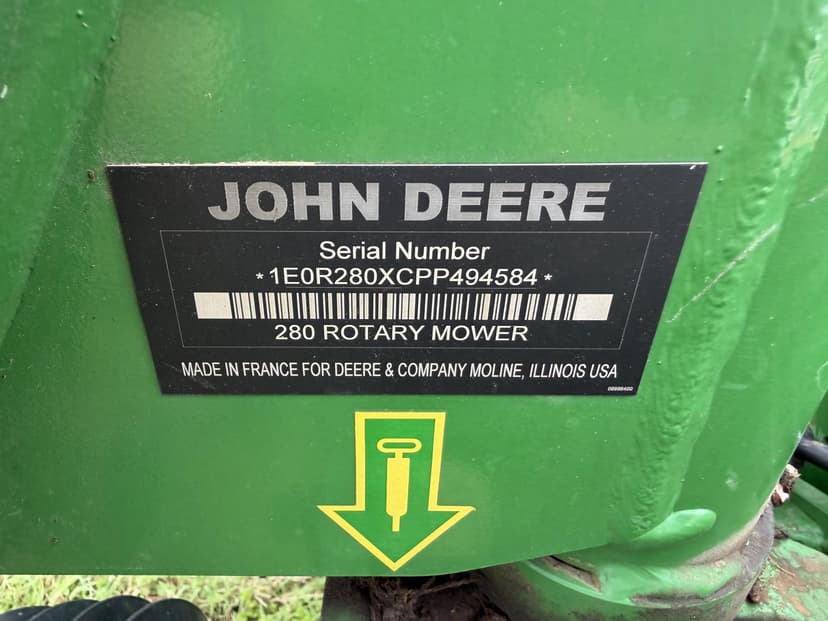 JOHN DEERE
Serial Number
*1E0R280XCPP494584*
280 ROTARY MOWER
MADE IN FRANCE FOR DEERE & COMPANY MOLINE, ILLINOIS USA